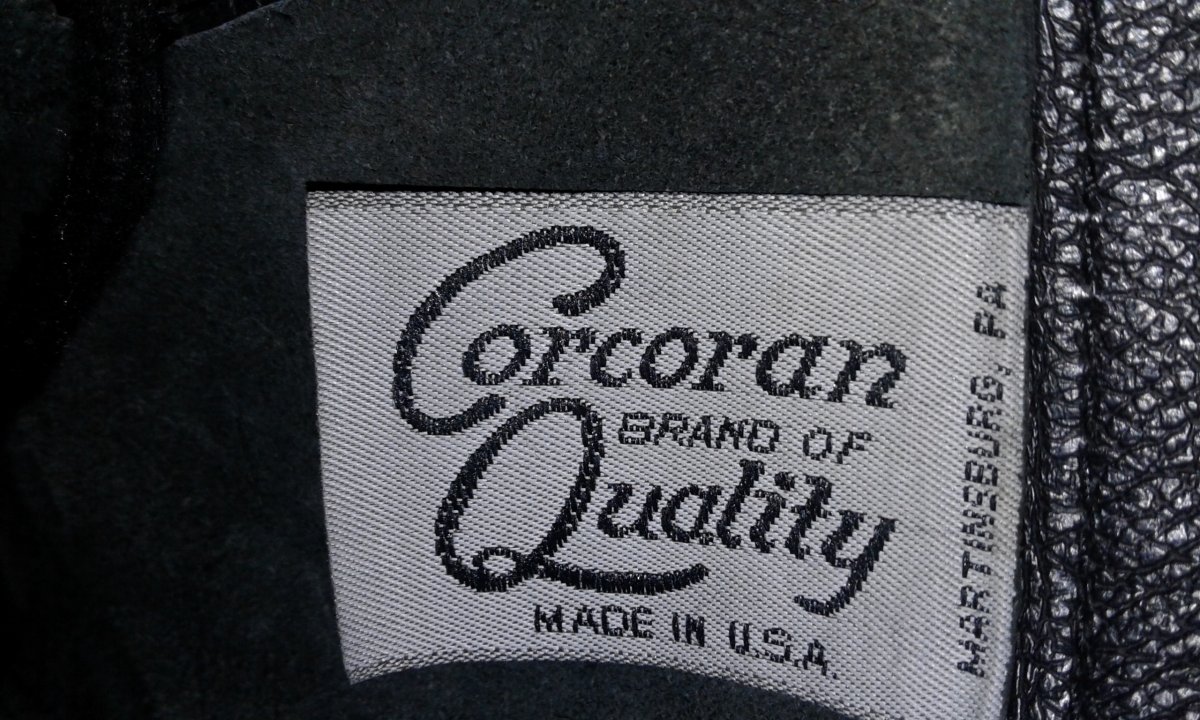 Corcoran
BRAND OF
Quality
MADE IN U.S.A.
MARTINSBURG, PA